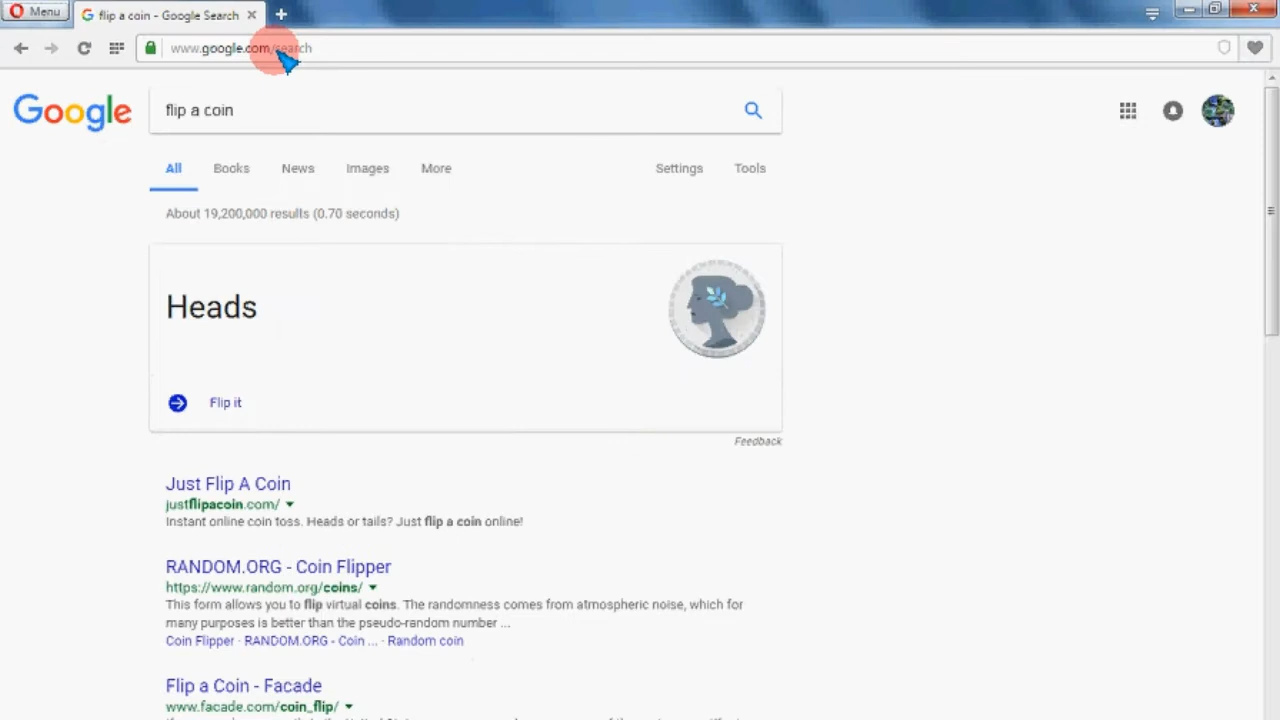 Menu
flip a coin - Google Search
www.google.com/search
Google
flip a coin
All Books News Images More Settings Tools
About 19,200,000 results (0.70 seconds)
Heads
Flip it
Feedback
Just Flip A Coin
justflipacoin.com/
Instant online coin toss. Heads or tails? Just flip a coin online!
RANDOM.ORG - Coin Flipper
https://www.random.org/coins/
This form allows you to flip virtual coins. The randomness comes from atmospheric noise, which for
many purposes is better than the pseudo-random number ...
Coin Flipper · RANDOM.ORG - Coin ... · Random coin
Flip a Coin - Facade
www.facade.com/coin_flip/